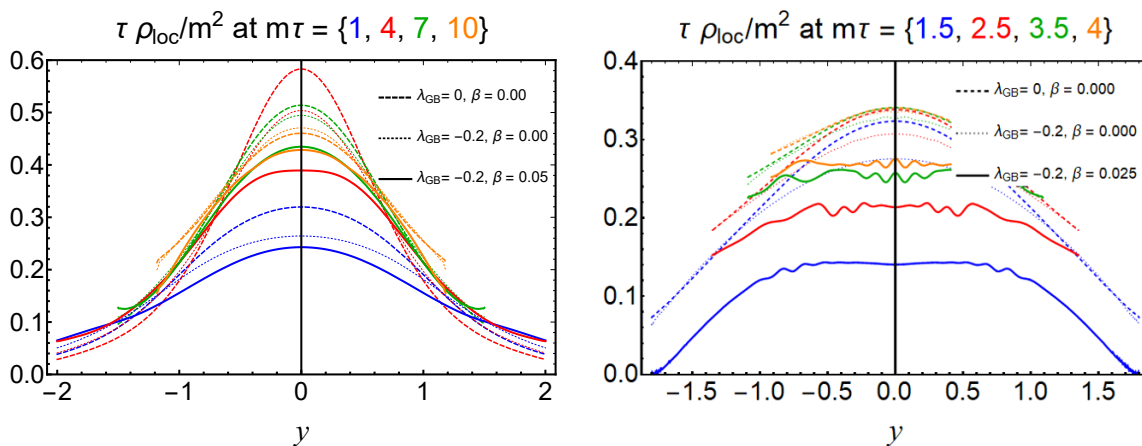 τ ρloc/m² at mτ = {1, 4, 7, 10}
0.6
0.5
0.4
0.3
0.2
0.1
0.0
λGB= 0, β = 0.00
λGB= −0.2, β = 0.00
λGB= −0.2, β = 0.05
−2 −1 0 1 2
y
τ ρloc/m² at mτ = {1.5, 2.5, 3.5, 4}
0.4
0.3
0.2
0.1
0.0
λGB= 0, β = 0.000
λGB= −0.2, β = 0.000
λGB= −0.2, β = 0.025
−1.5 −1.0 −0.5 0.0 0.5 1.0 1.5
y